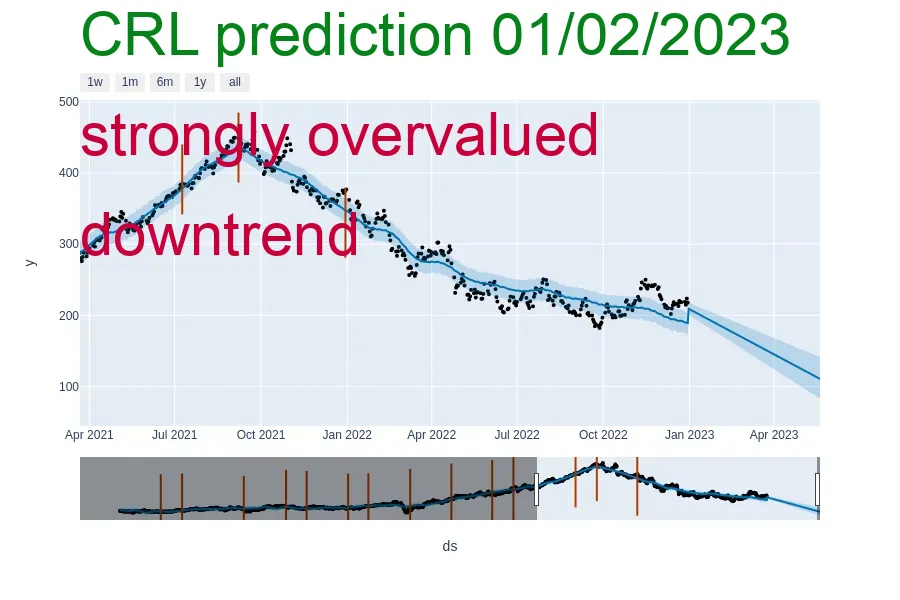 CRL prediction 01/02/2023
1w 1m 6m 1y all
500
strongly overvalued
400
downtrend
300
y
200
100
Apr 2021 Jul 2021 Oct 2021 Jan 2022 Apr 2022 Jul 2022 Oct 2022 Jan 2023 Apr 2023
ds